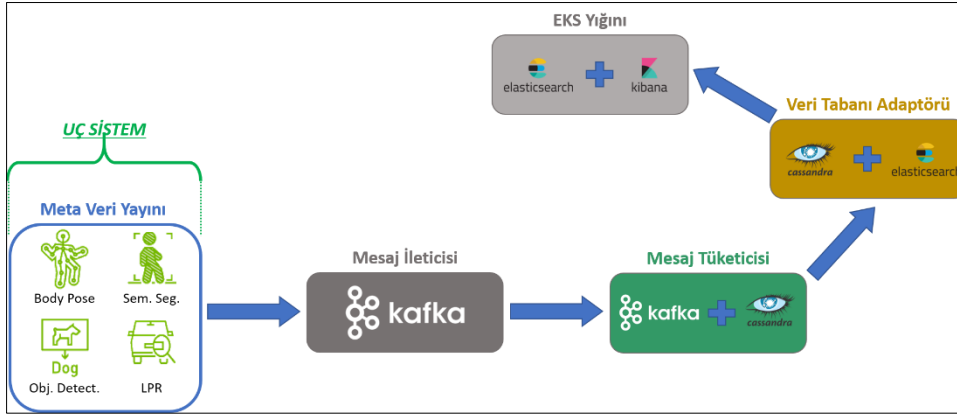 EKS Yığını
elasticsearch
kibana
Veri Tabanı Adaptörü
cassandra
elasticsearch
UÇ SİSTEM
Meta Veri Yayını
Body Pose
Sem. Seg.
Dog
Obj. Detect.
LPR
Mesaj İleticisi
kafka
Mesaj Tüketicisi
kafka
cassandra